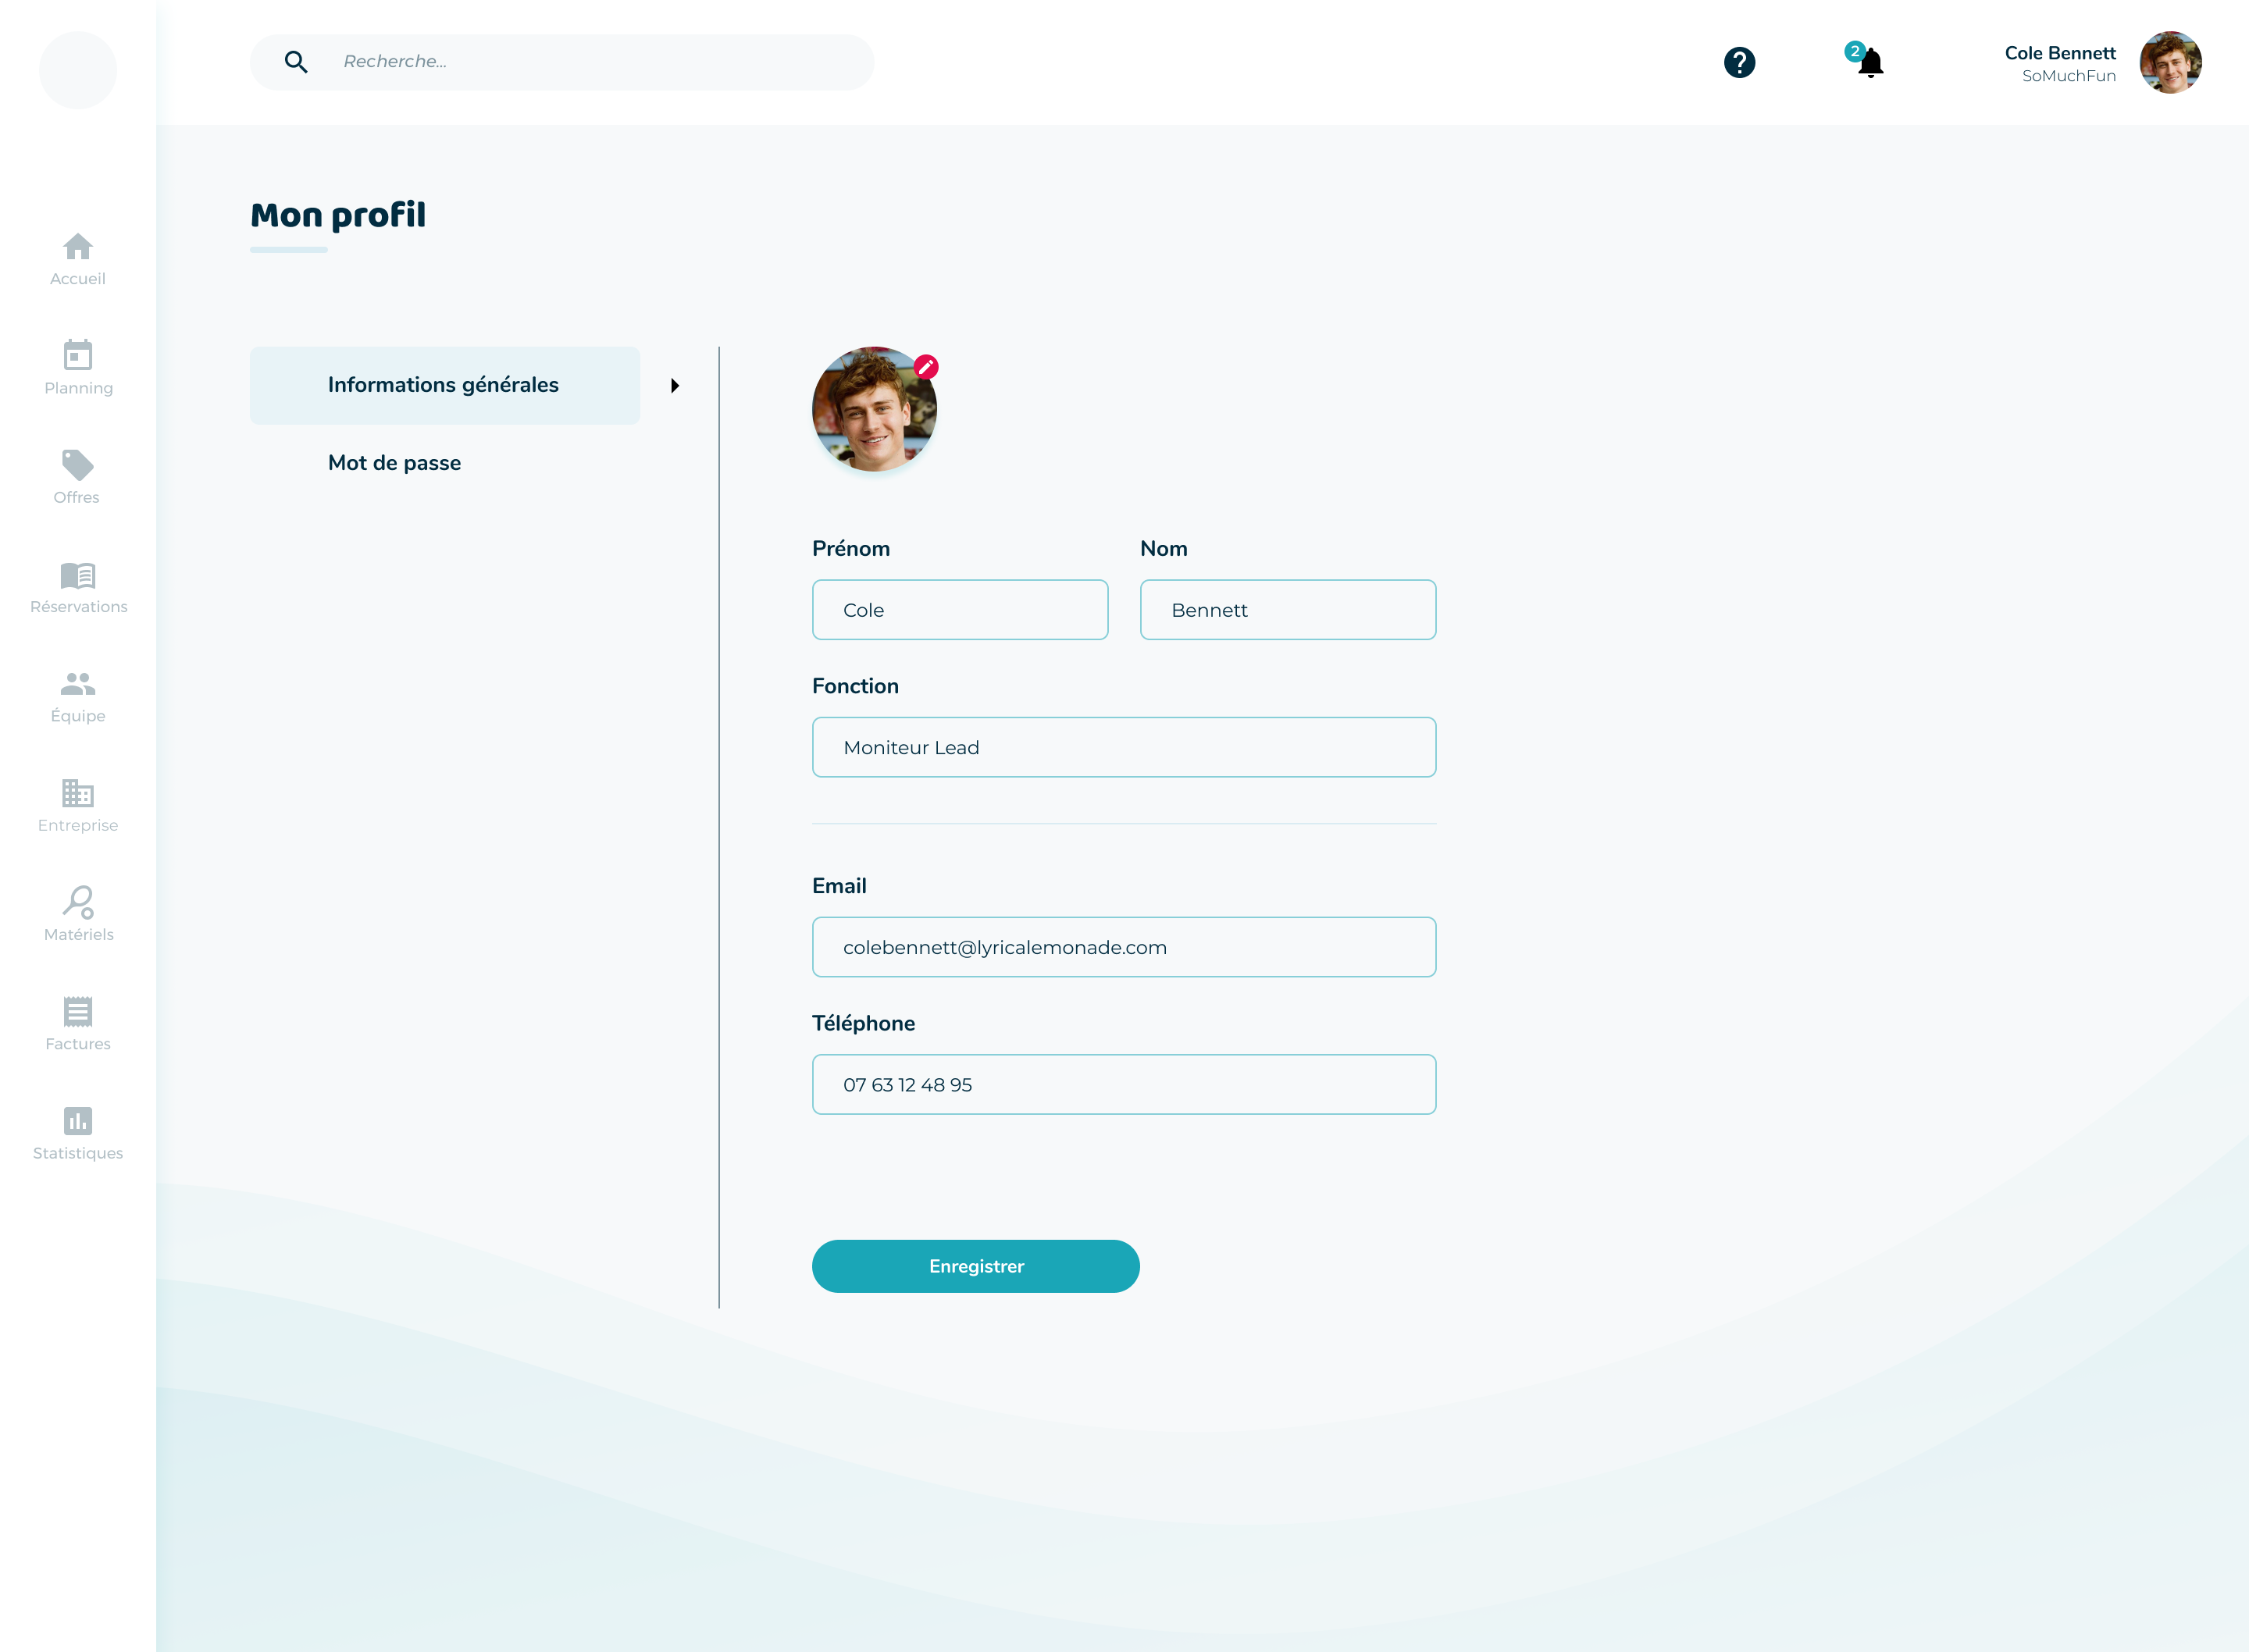 Recherche...
2
Cole Bennett
SoMuchFun
Accueil
Planning
Offres
Réservations
Équipe
Entreprise
Matériels
Factures
Statistiques
Mon profil
Informations générales
Mot de passe
Prénom
Nom
Cole
Bennett
Fonction
Moniteur Lead
Email
colebennett@lyricalemonade.com
Téléphone
07 63 12 48 95
Enregistrer